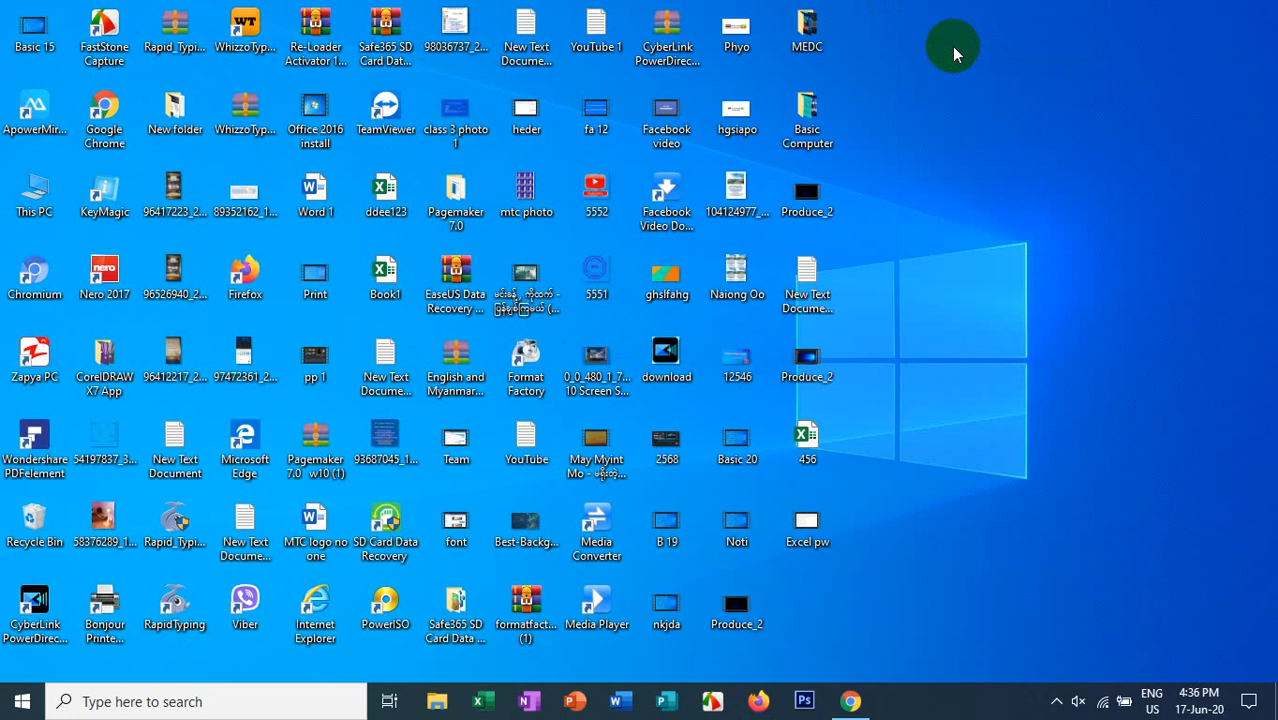 Basic 15
FastStone
Capture
Rapid_Typi...
WhizzoTyp...
Re-Loader
Activator 1...
Safe365 SD
Card Dat...
98036737_2...
New Text
Docume...
YouTube 1
CyberLink
PowerDirec...
Phyo
MEDC
ApowerMir...
Google
Chrome
New folder
WhizzoTyp...
Office 2016
install
TeamViewer
class 3 photo
1
heder
fa 12
Facebook
video
hgsiapo
Basic
Computer
This PC
KeyMagic
96417223_2...
89352162_1...
Word 1
ddee123
Pagemaker
7.0
mtc photo
5552
Facebook
Video Do...
104124977_...
Produce_2
Chromium
Nero 2017
96526940_2...
Firefox
Print
Book1
EaseUS Data
Recovery ...
5551
ghslfahg
Naiong Oo
New Text
Docume...
Zapya PC
CorelDRAW
X7 App
96412217_2...
97472361_2...
pp 1
New Text
Docume...
English and
Myanmar...
Format
Factory
0_0_480_1_7...
10 Screen S...
download
12546
Produce_2
Wondershare
PDFelement
54197837_3...
New Text
Document
Microsoft
Edge
Pagemaker
7.0 w10 (1)
93687045_1...
Team
YouTube
May Myint
2568
Basic 20
456
Recycle Bin
58376289_1...
Rapid_Typi...
New Text
Docume...
MTC logo no
one
SD Card Data
Recovery
font
Best-Backg...
Media
Converter
B 19
Noti
Excel pw
CyberLink
PowerDirec...
Bonjour
Printe...
RapidTyping
Viber
Internet
Explorer
PowerISO
Safe365 SD
Card Data ...
formatfact...
(1)
Media Player
nkjda
Produce_2
Type here to search
ENG
US
4:36 PM
17-Jun-20